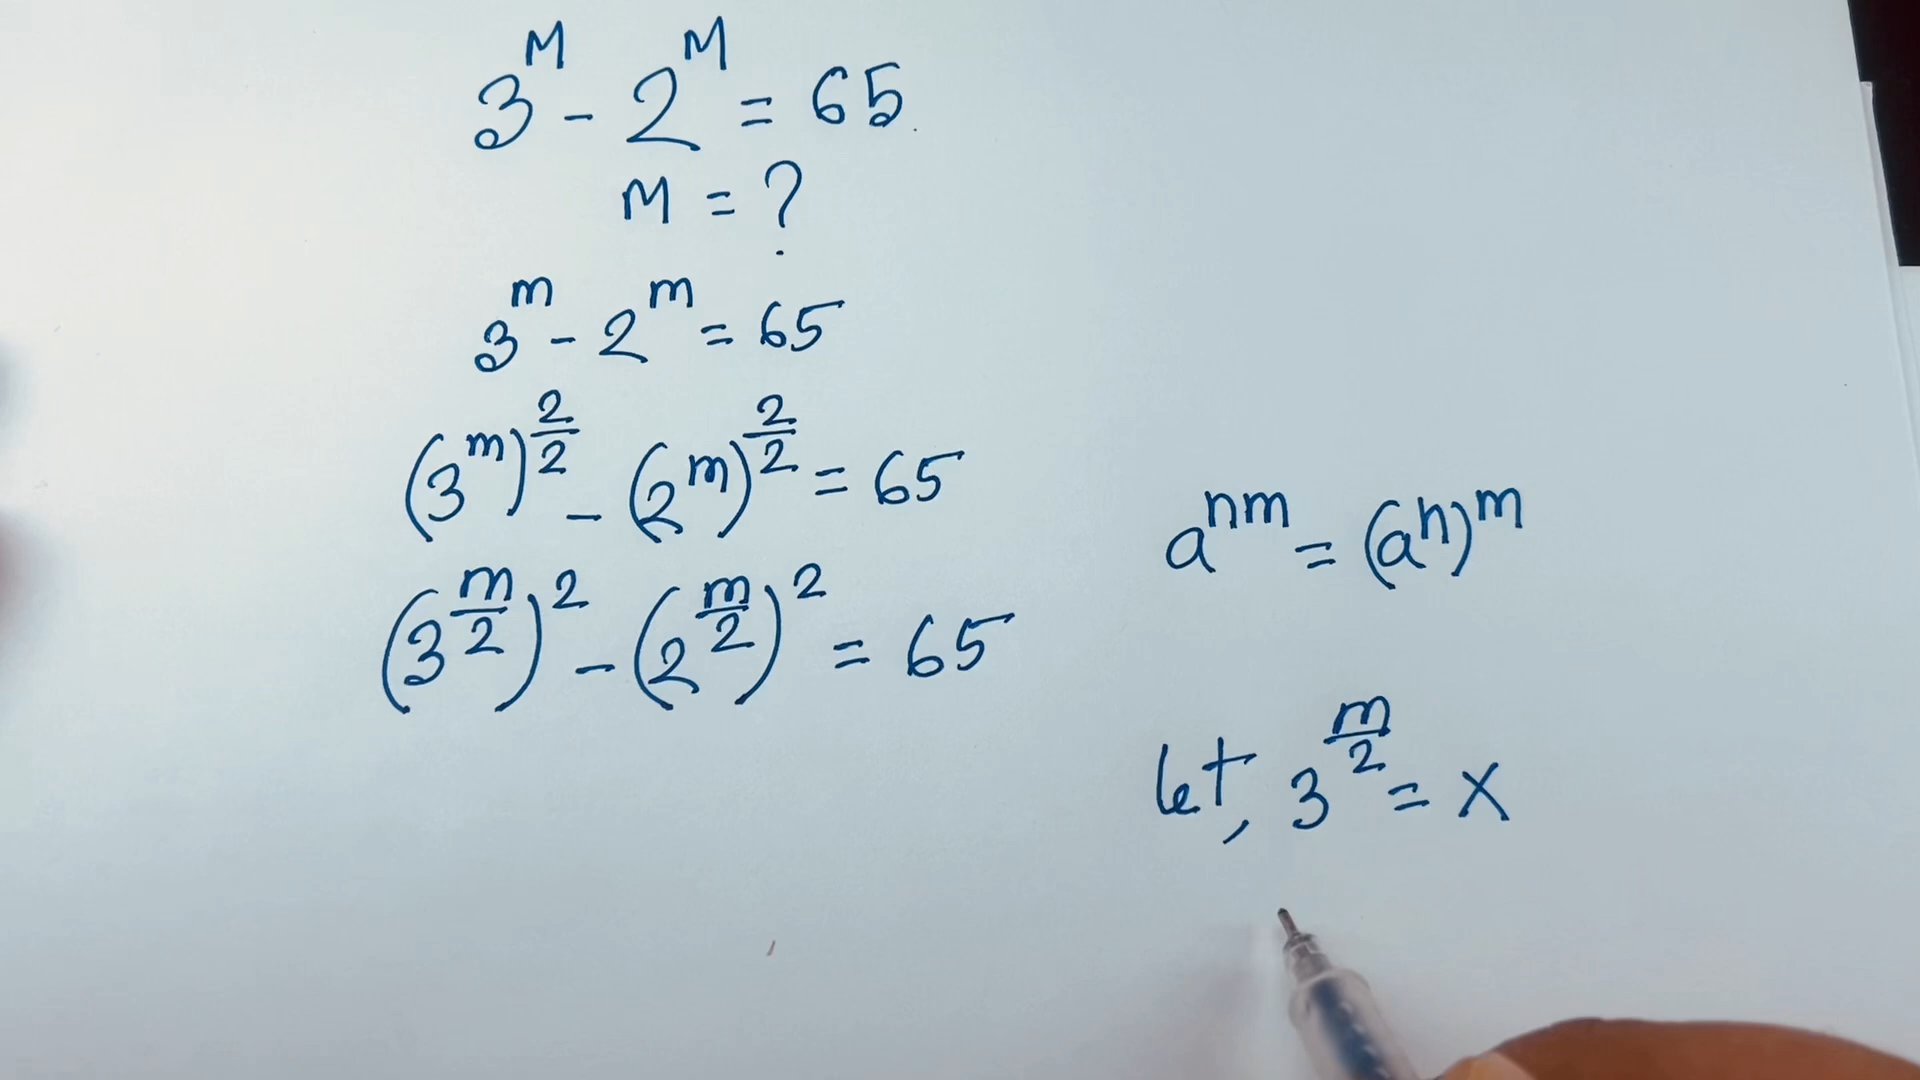 3^M - 2^M = 65.
M = ?
3^m - 2^m = 65
(3^m)^(2/2) - (2^m)^(2/2) = 65
a^(nm) = (a^n)^m
(3^(m/2))^2 - (2^(m/2))^2 = 65
let, 3^(m/2) = x